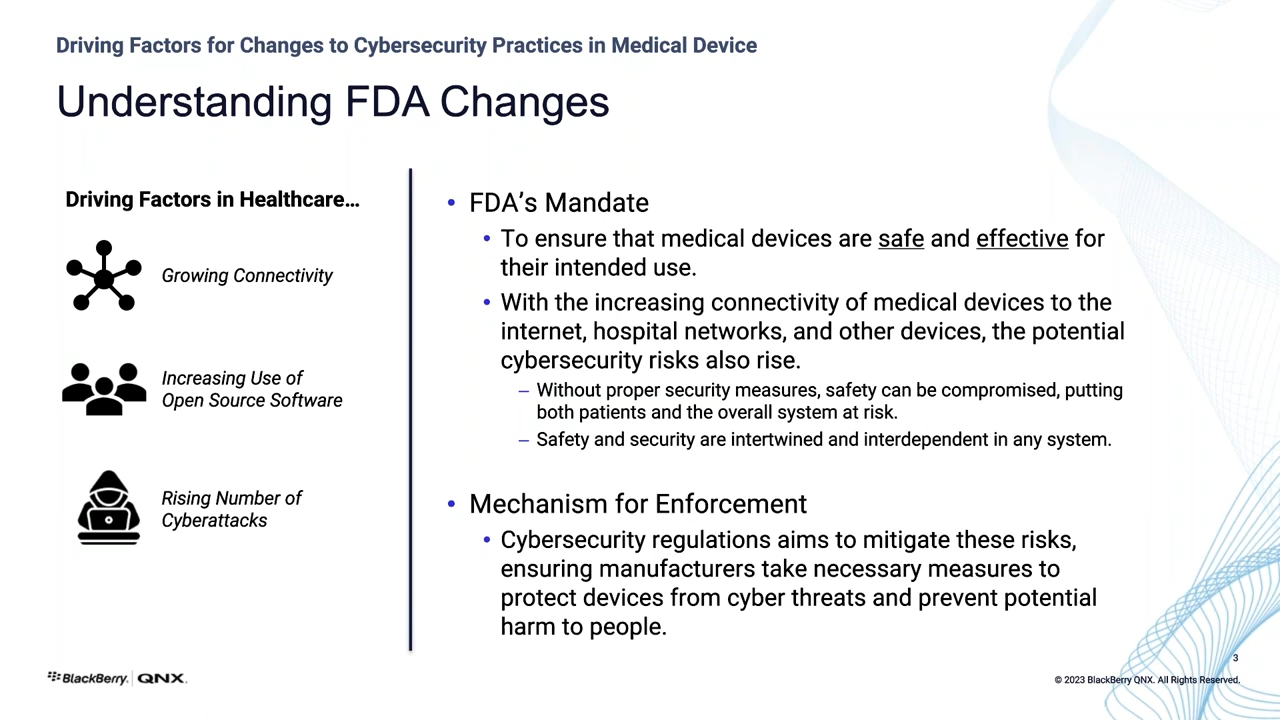 Driving Factors for Changes to Cybersecurity Practices in Medical Device
Understanding FDA Changes
Driving Factors in Healthcare…
Growing Connectivity
Increasing Use of
Open Source Software
Rising Number of
Cyberattacks
• FDA’s Mandate
• To ensure that medical devices are safe and effective for
their intended use.
• With the increasing connectivity of medical devices to the
internet, hospital networks, and other devices, the potential
cybersecurity risks also rise.
– Without proper security measures, safety can be compromised, putting
both patients and the overall system at risk.
– Safety and security are intertwined and interdependent in any system.
• Mechanism for Enforcement
• Cybersecurity regulations aims to mitigate these risks,
ensuring manufacturers take necessary measures to
protect devices from cyber threats and prevent potential
harm to people.
BlackBerry. QNX.
3
© 2023 BlackBerry QNX. All Rights Reserved.